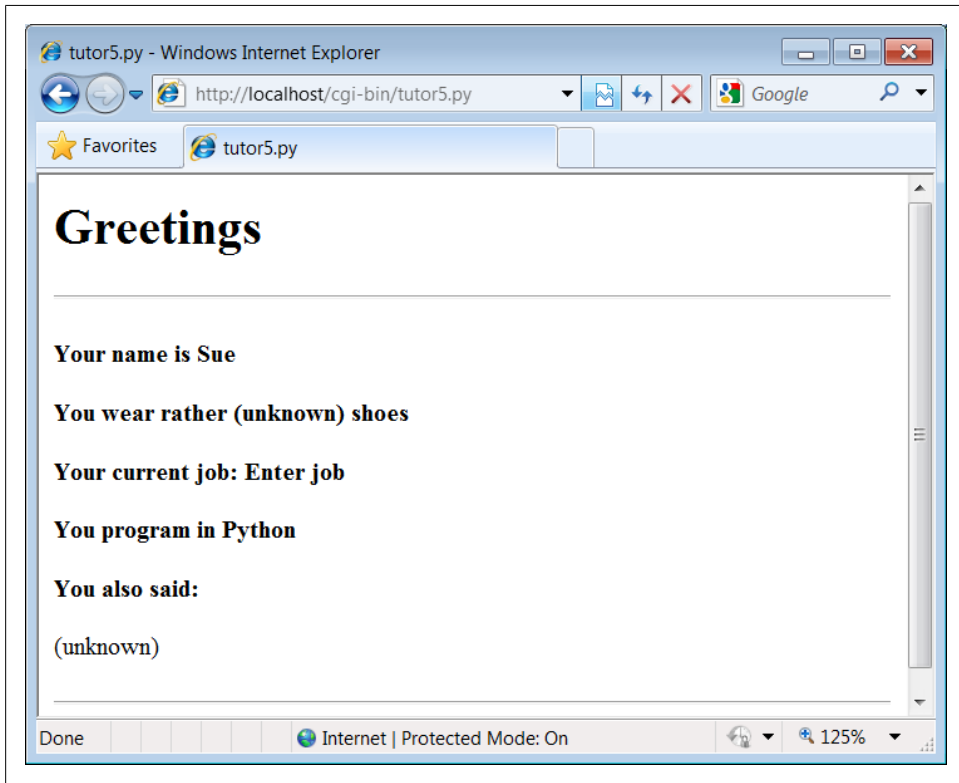 tutor5.py - Windows Internet Explorer
http://localhost/cgi-bin/tutor5.py
Google
Favorites
tutor5.py
Greetings
Your name is Sue
You wear rather (unknown) shoes
Your current job: Enter job
You program in Python
You also said:
(unknown)
Done
Internet | Protected Mode: On
125%